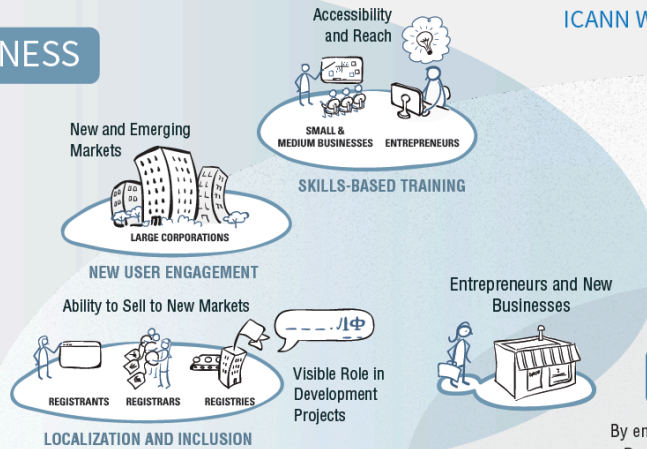 NESS
ICANN W
Accessibility
and Reach
SMALL &
MEDIUM BUSINESSES
ENTREPRENEURS
SKILLS-BASED TRAINING
New and Emerging
Markets
LARGE CORPORATIONS
NEW USER ENGAGEMENT
Ability to Sell to New Markets
REGISTRANTS
REGISTRARS
REGISTRIES
Visible Role in
Development
Projects
LOCALIZATION AND INCLUSION
Entrepreneurs and New
Businesses
By en